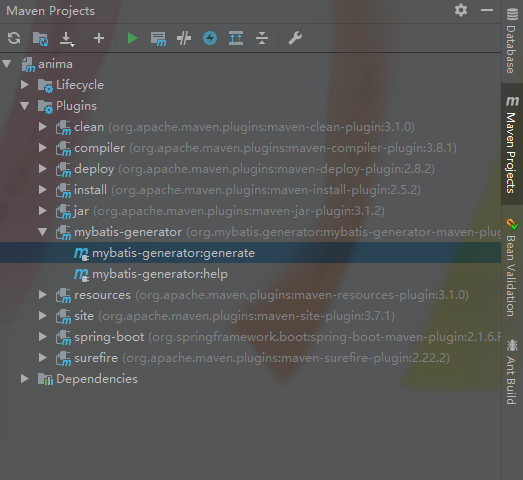 Maven Projects
anima
Lifecycle
Plugins
clean (org.apache.maven.plugins:maven-clean-plugin:3.1.0)
compiler (org.apache.maven.plugins:maven-compiler-plugin:3.8.1)
deploy (org.apache.maven.plugins:maven-deploy-plugin:2.8.2)
install (org.apache.maven.plugins:maven-install-plugin:2.5.2)
jar (org.apache.maven.plugins:maven-jar-plugin:3.1.2)
mybatis-generator (org.mybatis.generator:mybatis-generator-maven-plug
mybatis-generator:generate
mybatis-generator:help
resources (org.apache.maven.plugins:maven-resources-plugin:3.1.0)
site (org.apache.maven.plugins:maven-site-plugin:3.7.1)
spring-boot (org.springframework.boot:spring-boot-maven-plugin:2.1.6.R
surefire (org.apache.maven.plugins:maven-surefire-plugin:2.22.2)
Dependencies
Database
Maven Projects
Bean Validation
Ant Build